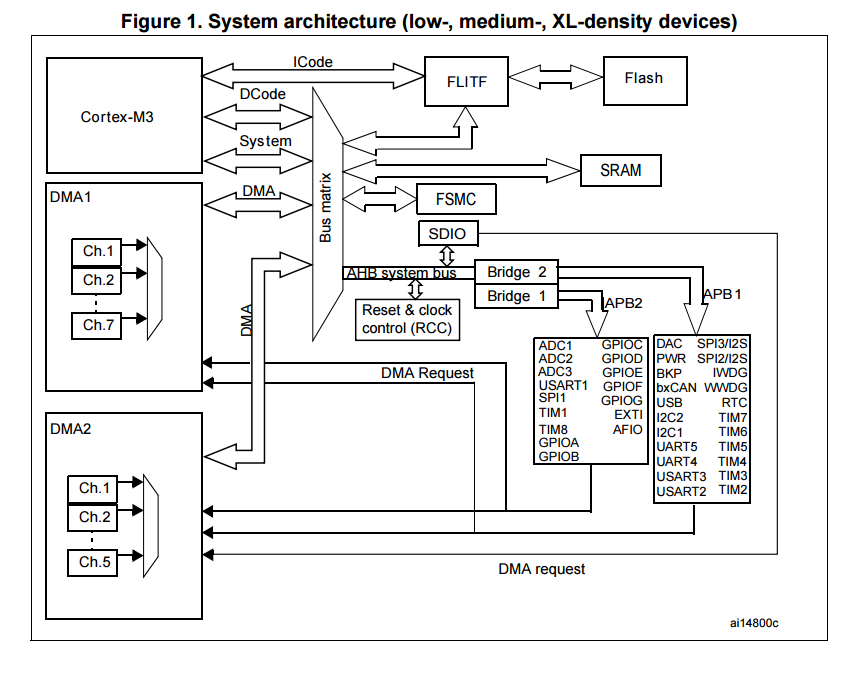 Figure 1. System architecture (low-, medium-, XL-density devices)
ICode
FLITF
Flash
Cortex-M3
DCode
System
DMA
Bus matrix
SRAM
FSMC
SDIO
DMA1
Ch.1
Ch.2
Ch.7
AHB system bus
Bridge 2
Bridge 1
APB2
APB1
Reset & clock
control (RCC)
DMA
DMA Request
ADC1 GPIOC
ADC2 GPIOD
ADC3 GPIOE
USART1 GPIOF
SPI1 GPIOG
TIM1 EXTI
TIM8 AFIO
GPIOA
GPIOB
DAC SPI3/I2S
PWR SPI2/I2S
BKP IWDG
bxCAN WWDG
USB RTC
I2C2 TIM7
I2C1 TIM6
UART5 TIM5
UART4 TIM4
USART3 TIM3
USART2 TIM2
DMA2
Ch.1
Ch.2
Ch.5
DMA request
ai14800c